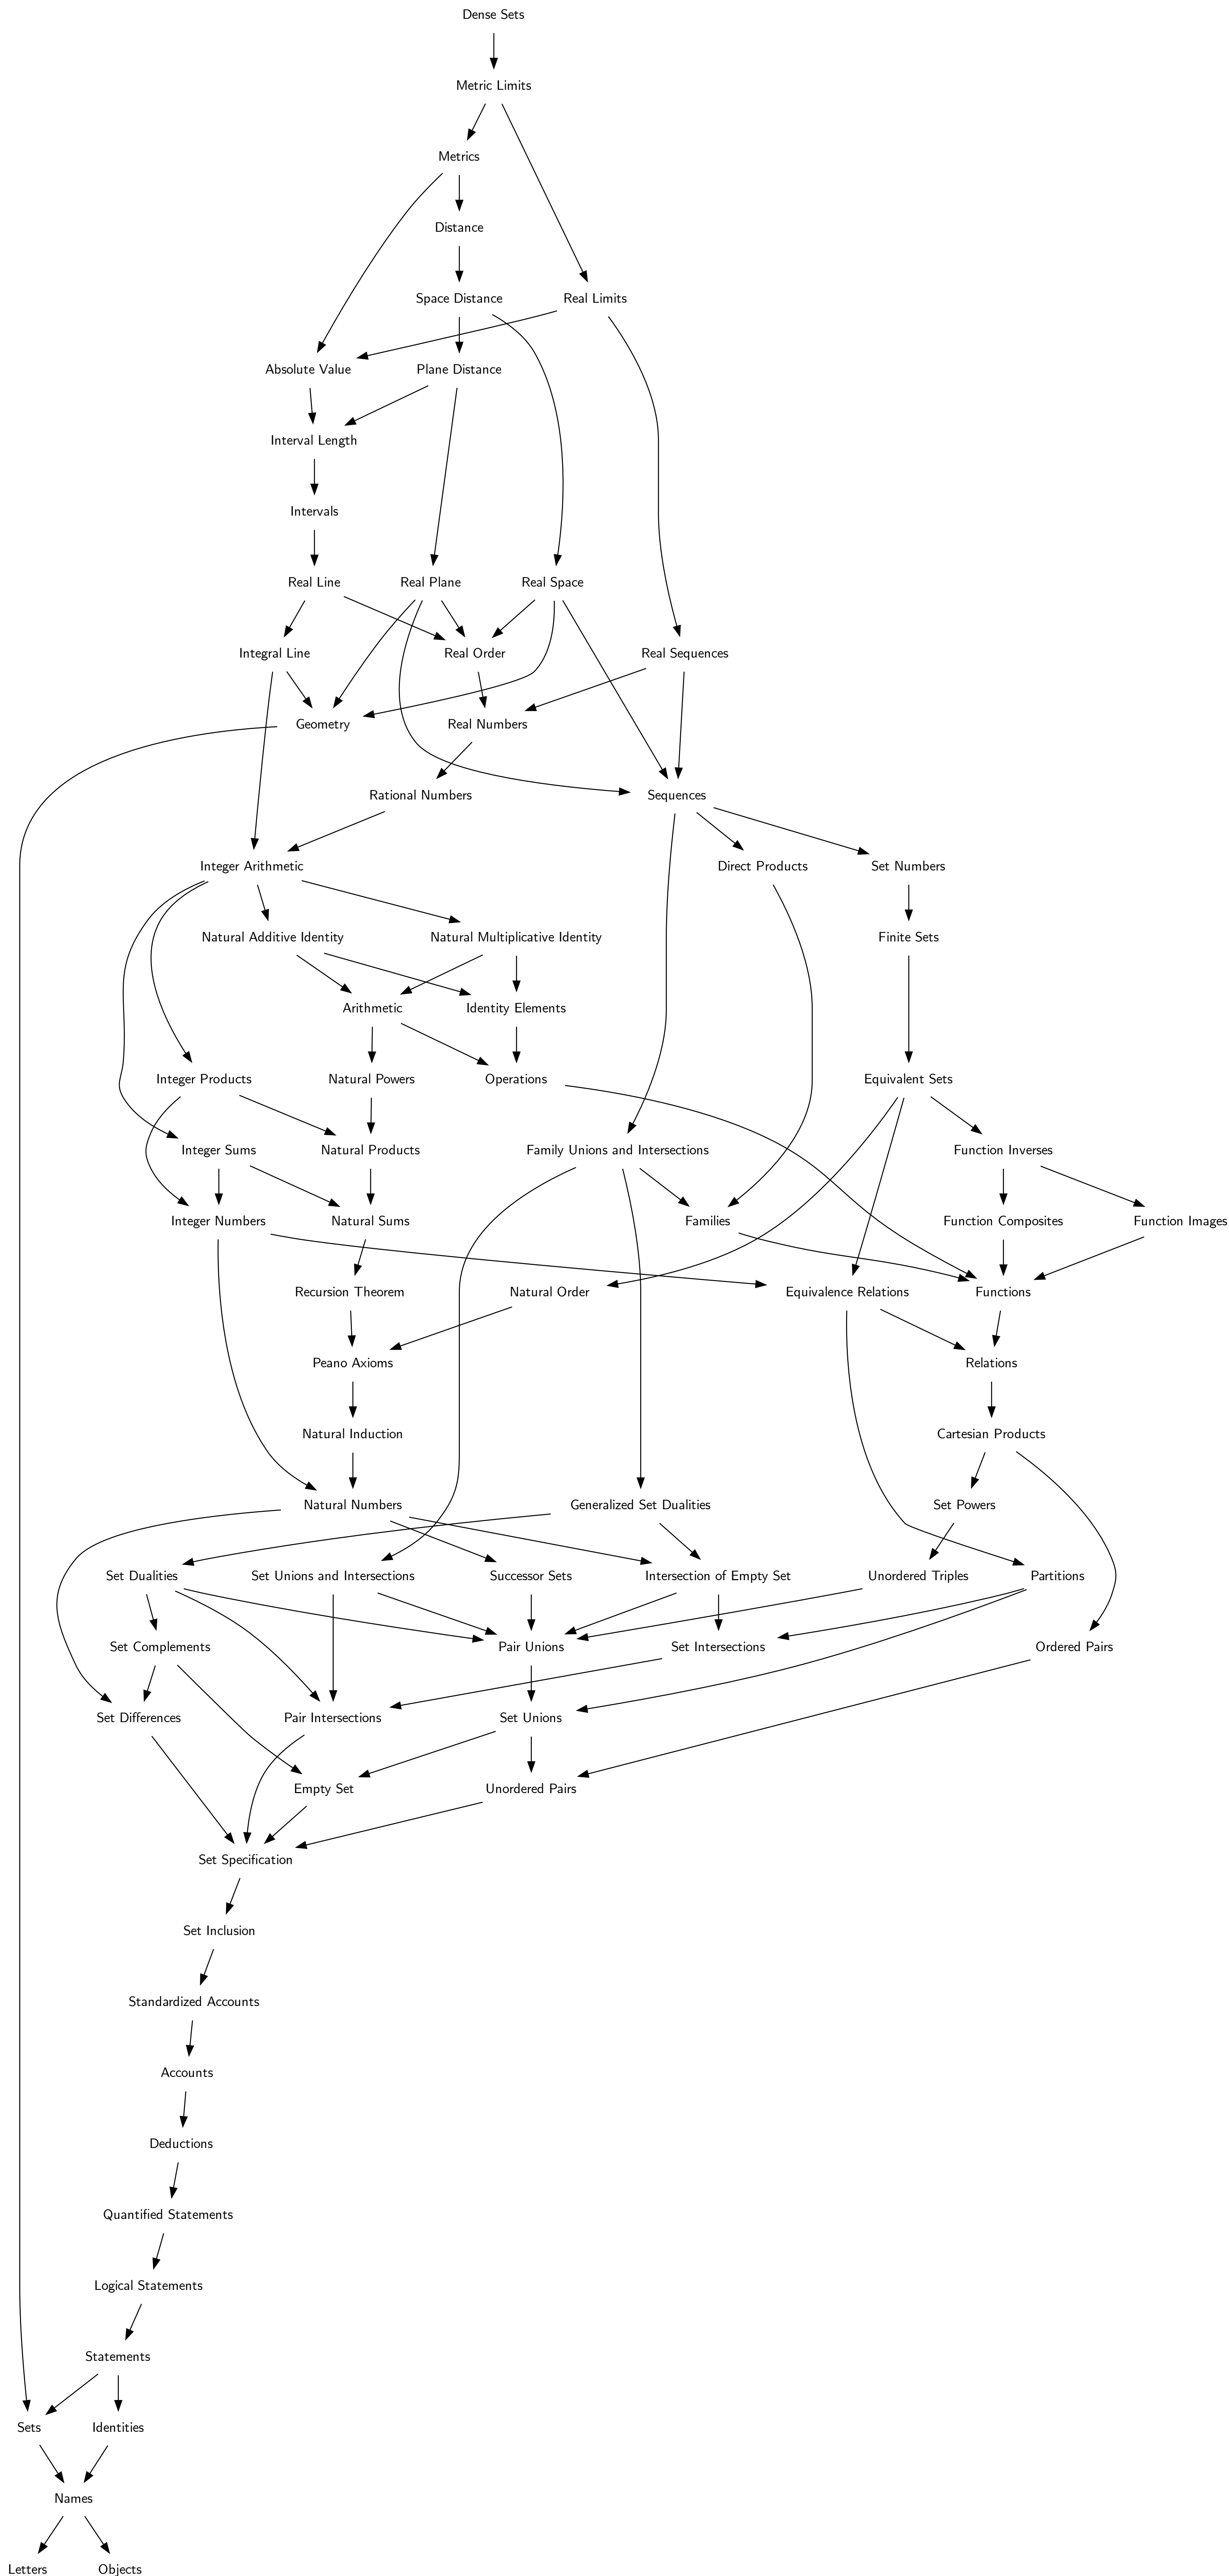 Dense Sets
Metric Limits
Metrics
Distance
Space Distance
Real Limits
Absolute Value
Plane Distance
Interval Length
Intervals
Real Line
Real Plane
Real Space
Integral Line
Real Order
Real Sequences
Geometry
Real Numbers
Rational Numbers
Sequences
Integer Arithmetic
Direct Products
Set Numbers
Natural Additive Identity
Natural Multiplicative Identity
Finite Sets
Arithmetic
Identity Elements
Integer Products
Natural Powers
Operations
Equivalent Sets
Integer Sums
Natural Products
Family Unions and Intersections
Function Inverses
Integer Numbers
Natural Sums
Families
Function Composites
Function Images
Recursion Theorem
Natural Order
Equivalence Relations
Functions
Peano Axioms
Relations
Natural Induction
Cartesian Products
Natural Numbers
Generalized Set Dualities
Set Powers
Set Dualities
Set Unions and Intersections
Successor Sets
Intersection of Empty Set
Unordered Triples
Partitions
Set Complements
Pair Unions
Set Intersections
Ordered Pairs
Set Differences
Pair Intersections
Set Unions
Empty Set
Unordered Pairs
Set Specification
Set Inclusion
Standardized Accounts
Accounts
Deductions
Quantified Statements
Logical Statements
Statements
Sets
Identities
Names
Letters
Objects